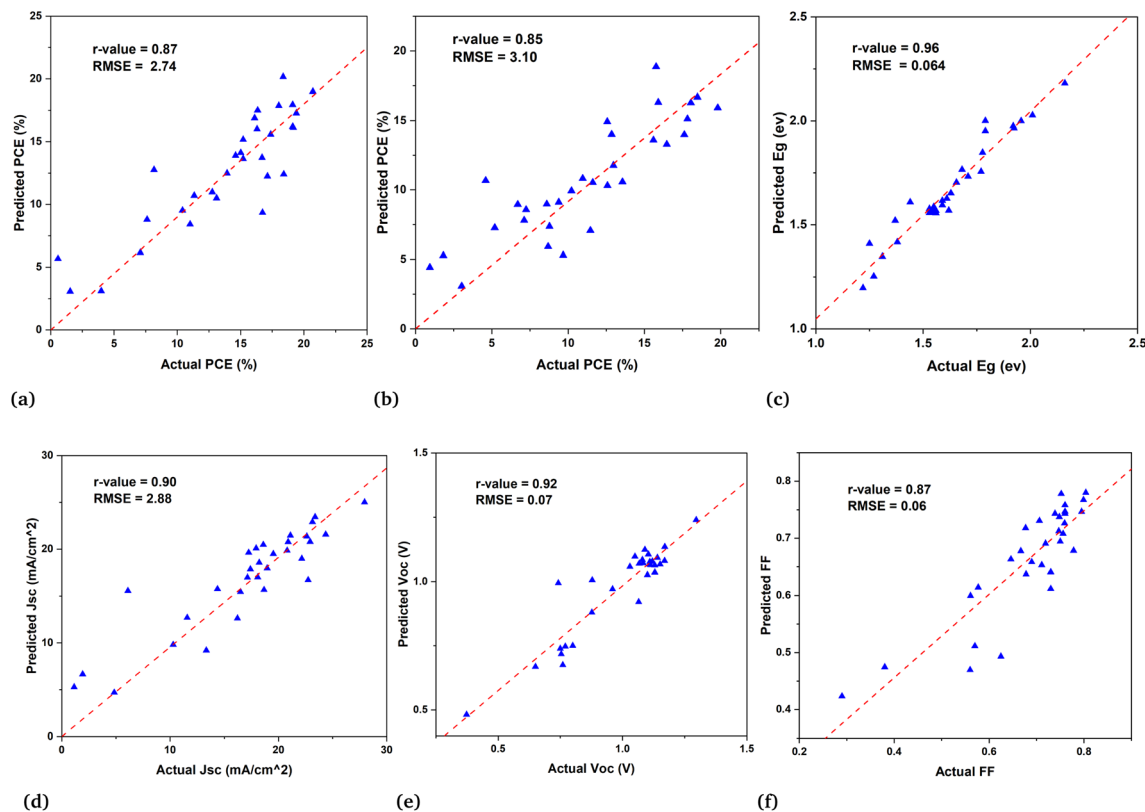 25
20
15
10
5
0
0
5
10
15
20
25
r-value = 0.87
RMSE = 2.74
Predicted PCE (%)
Actual PCE (%)
(a)
20
15
10
5
0
0
5
10
15
20
r-value = 0.85
RMSE = 3.10
Predicted PCE (%)
Actual PCE (%)
(b)
2.5
2.0
1.5
1.0
1.0
1.5
2.0
2.5
r-value = 0.96
RMSE = 0.064
Predicted Eg (ev)
Actual Eg (ev)
(c)
30
20
10
0
0
10
20
30
r-value = 0.90
RMSE = 2.88
Predicted Jsc (mA/cm^2)
Actual Jsc (mA/cm^2)
(d)
1.5
1.0
0.5
0.5
1.0
1.5
r-value = 0.92
RMSE = 0.07
Predicted Voc (V)
Actual Voc (V)
(e)
0.8
0.7
0.6
0.5
0.4
0.2
0.4
0.6
0.8
r-value = 0.87
RMSE = 0.06
Predicted FF
Actual FF
(f)